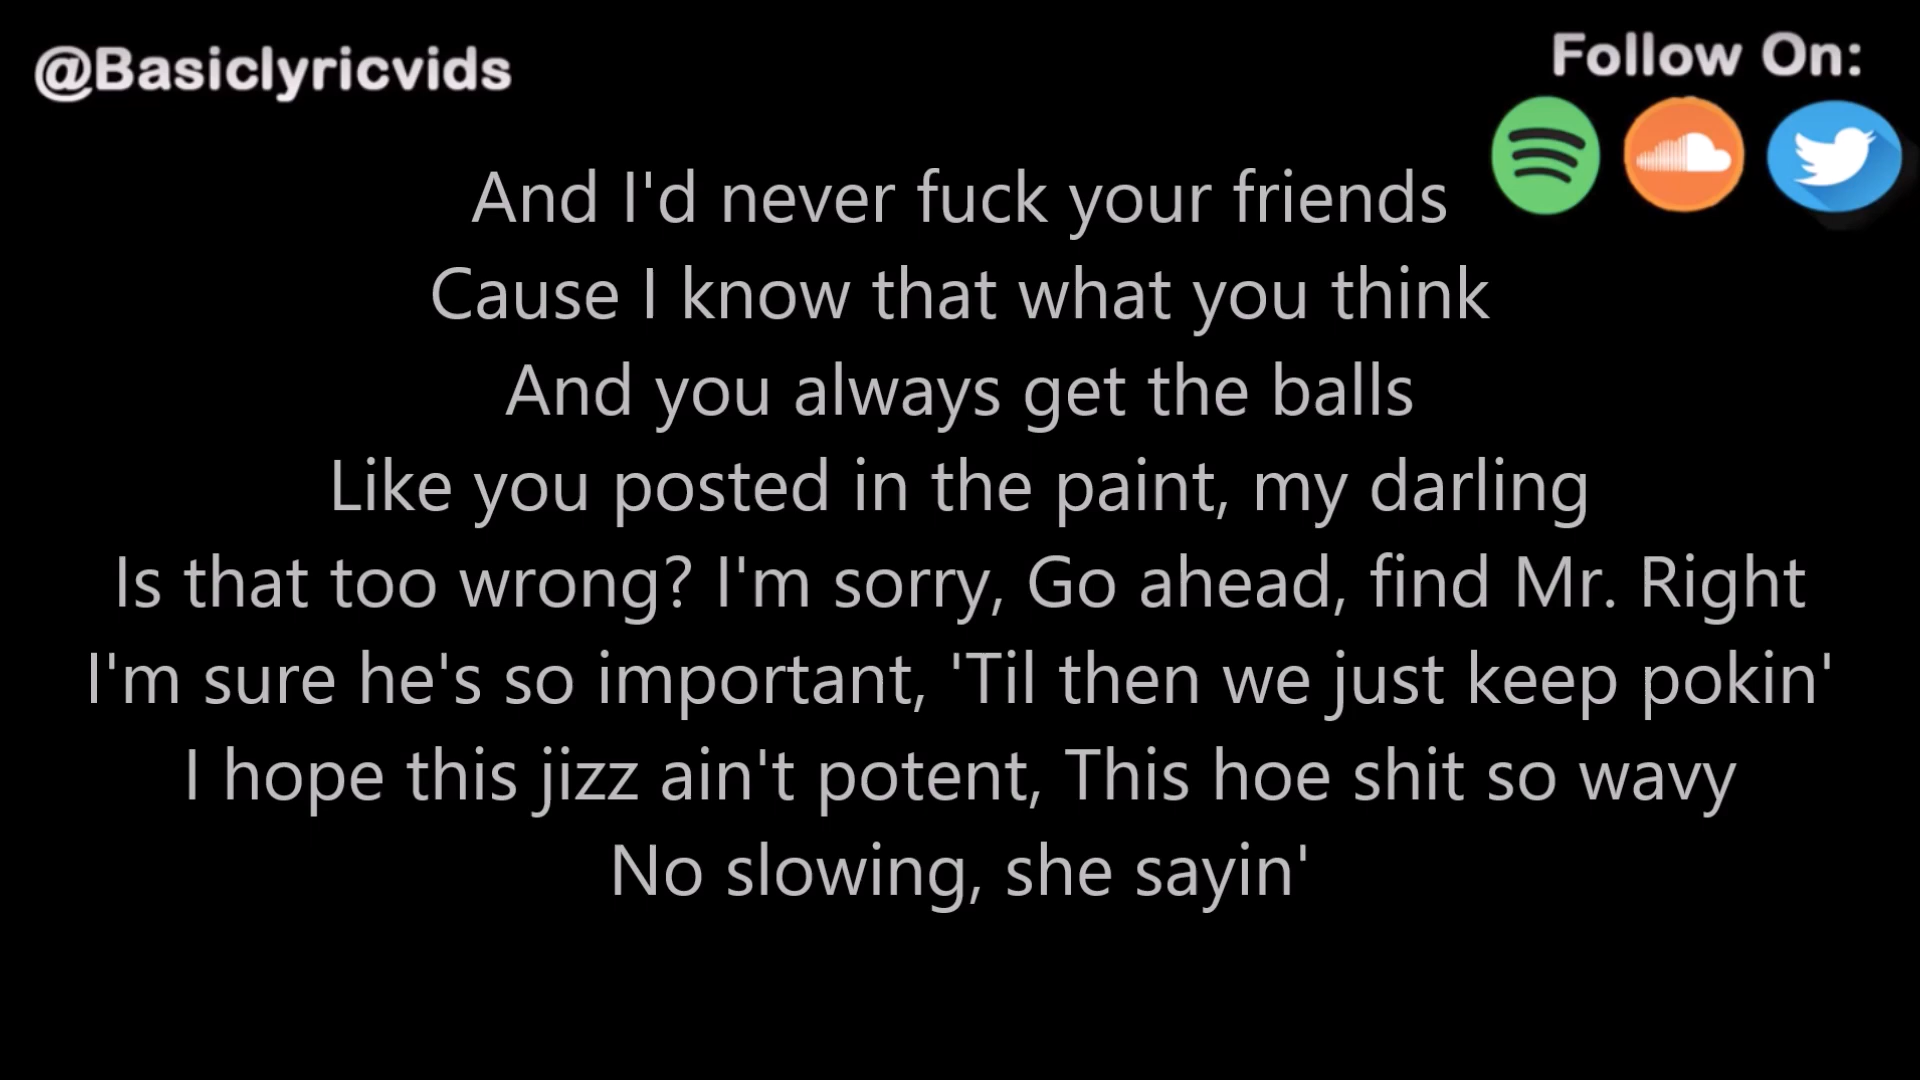 @Basiclyricvids
Follow On:
And I'd never fuck your friends
Cause I know that what you think
And you always get the balls
Like you posted in the paint, my darling
Is that too wrong? I'm sorry, Go ahead, find Mr. Right
I'm sure he's so important, 'Til then we just keep pokin'
I hope this jizz ain't potent, This hoe shit so wavy
No slowing, she sayin'